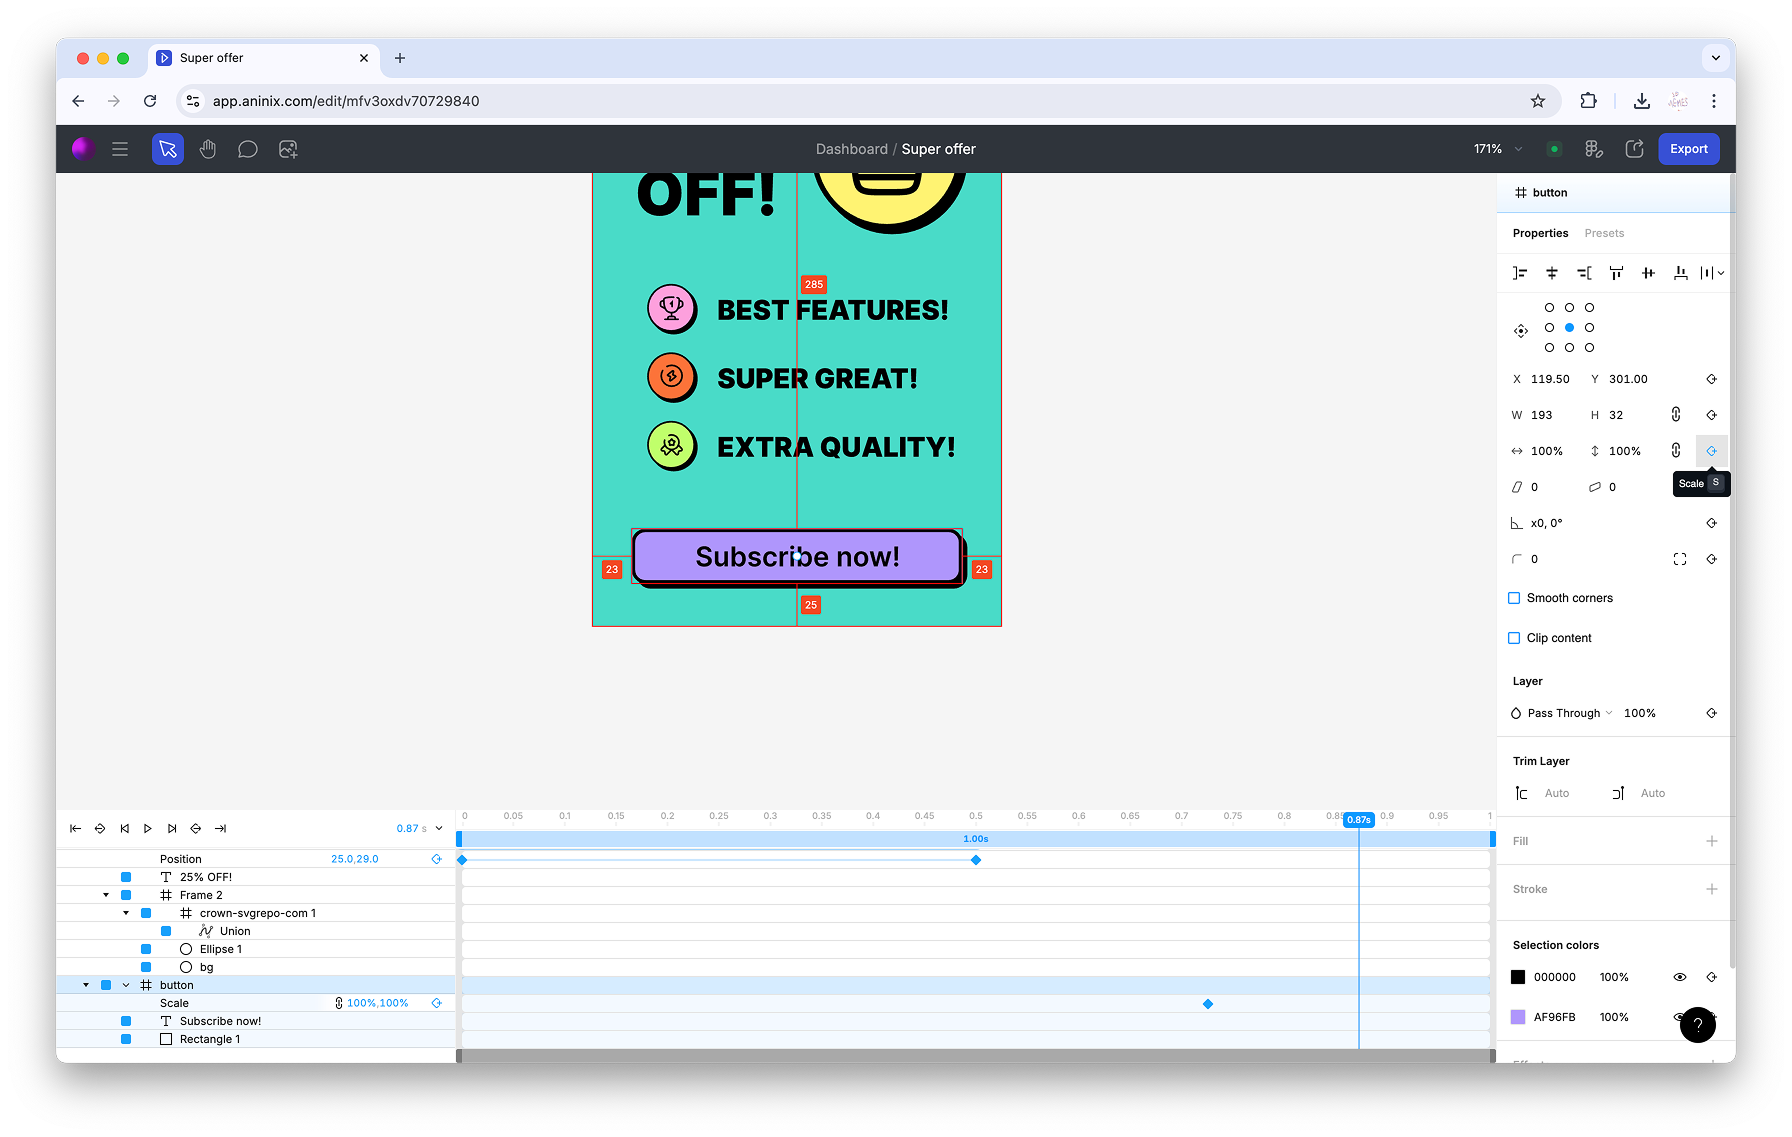 Super offer
app.aninix.com/edit/mfv3oxdv70729840
Dashboard / Super offer
171%
Export
OFF!
285
BEST FEATURES!
SUPER GREAT!
EXTRA QUALITY!
Subscribe now!
23
23
25
button
Properties Presets
X 119.50 Y 301.00
W 193 H 32
100% 100%
Scale S
0 0
x0, 0°
0
Smooth corners
Clip content
Layer
Pass Through 100%
Trim Layer
Auto Auto
Fill
Stroke
Selection colors
000000 100%
AF96FB 100%
?
0.87 s
0 0.05 0.1 0.15 0.2 0.25 0.3 0.35 0.4 0.45 0.5 0.55 0.6 0.65 0.7 0.75 0.8 0.87s 0.9 0.95 1
1.00s
Position 25.0,29.0
25% OFF!
Frame 2
crown-svgrepo-com 1
Union
Ellipse 1
bg
button
Scale 100%,100%
Subscribe now!
Rectangle 1